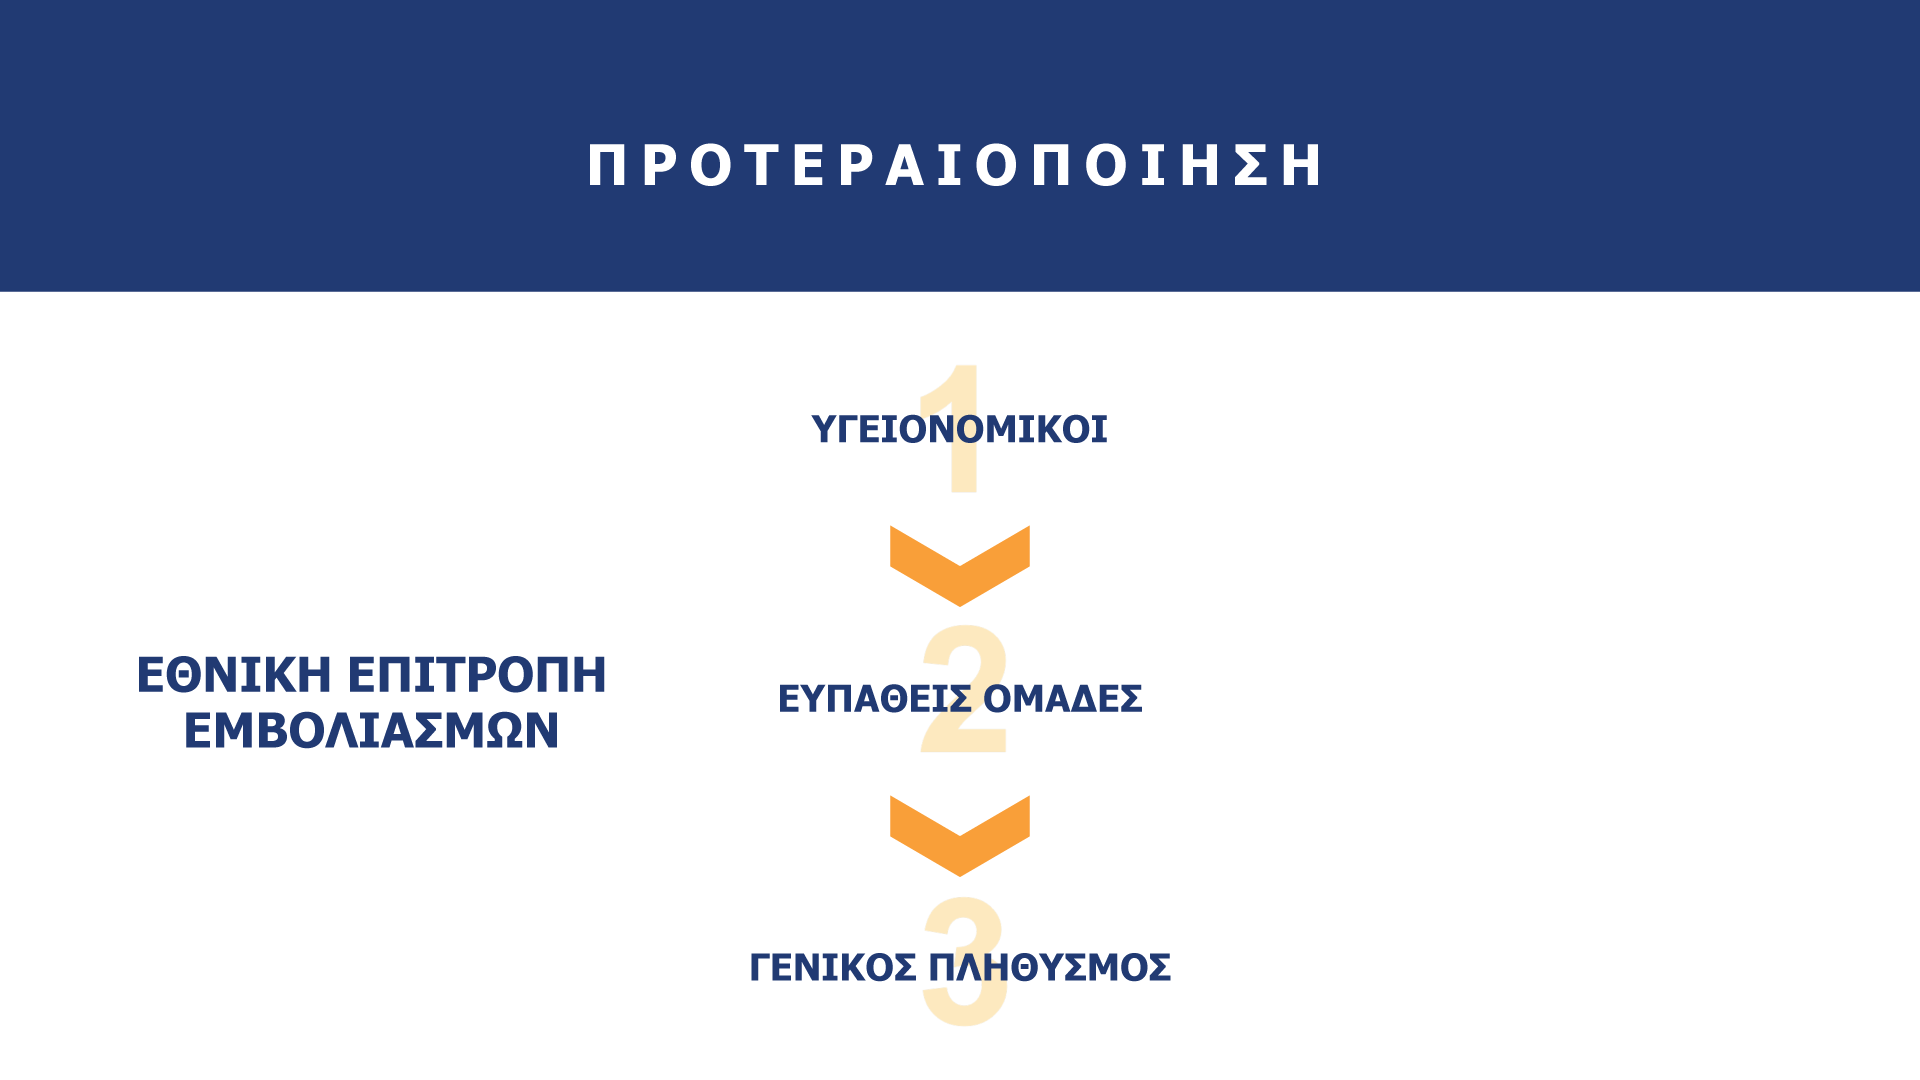 ΠΡΟΤΕΡΑΙΟΠΟΙΗΣΗ
ΕΘΝΙΚΗ ΕΠΙΤΡΟΠΗ
ΕΜΒΟΛΙΑΣΜΩΝ
1
ΥΓΕΙΟΝΟΜΙΚΟΙ
2
ΕΥΠΑΘΕΙΣ ΟΜΑΔΕΣ
3
ΓΕΝΙΚΟΣ ΠΛΗΘΥΣΜΟΣ